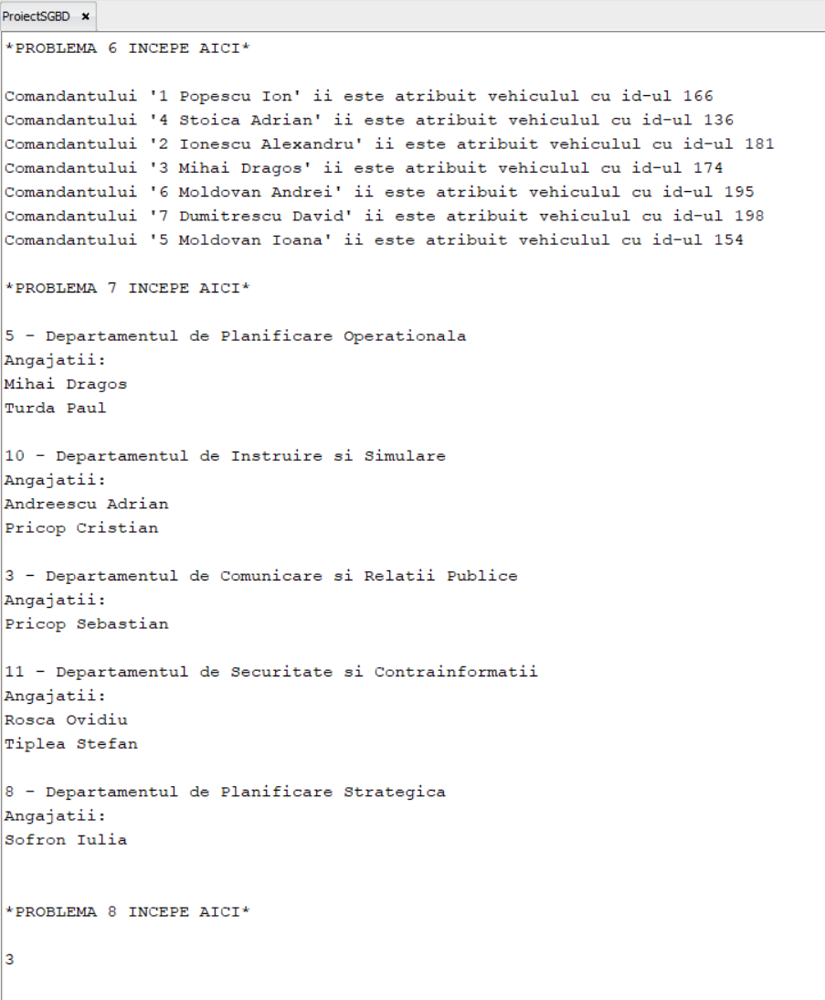 ProiectSGBD
*PROBLEMA 6 INCEPE AICI*
Comandantului '1 Popescu Ion' ii este atribuit vehiculul cu id-ul 166
Comandantului '4 Stoica Adrian' ii este atribuit vehiculul cu id-ul 136
Comandantului '2 Ionescu Alexandru' ii este atribuit vehiculul cu id-ul 181
Comandantului '3 Mihai Dragos' ii este atribuit vehiculul cu id-ul 174
Comandantului '6 Moldovan Andrei' ii este atribuit vehiculul cu id-ul 195
Comandantului '7 Dumitrescu David' ii este atribuit vehiculul cu id-ul 198
Comandantului '5 Moldovan Ioana' ii este atribuit vehiculul cu id-ul 154
*PROBLEMA 7 INCEPE AICI*
5 - Departamentul de Planificare Operationala
Angajatii:
Mihai Dragos
Turda Paul
10 - Departamentul de Instruire si Simulare
Angajatii:
Andreescu Adrian
Pricop Cristian
3 - Departamentul de Comunicare si Relatii Publice
Angajatii:
Pricop Sebastian
11 - Departamentul de Securitate si Contrainformatii
Angajatii:
Rosca Ovidiu
Tiplea Stefan
8 - Departamentul de Planificare Strategica
Angajatii:
Sofron Iulia
*PROBLEMA 8 INCEPE AICI*
3